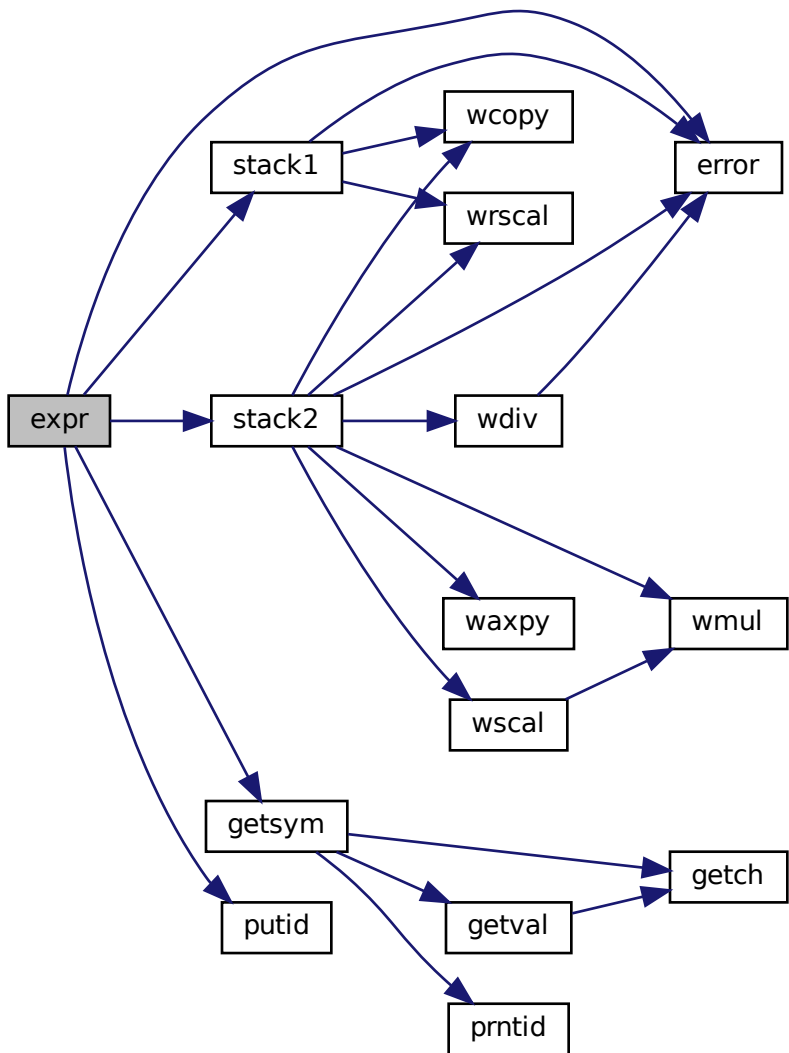 wcopy
stack1
error
wrscal
expr
stack2
wdiv
waxpy
wmul
wscal
getsym
getch
putid
getval
prntid